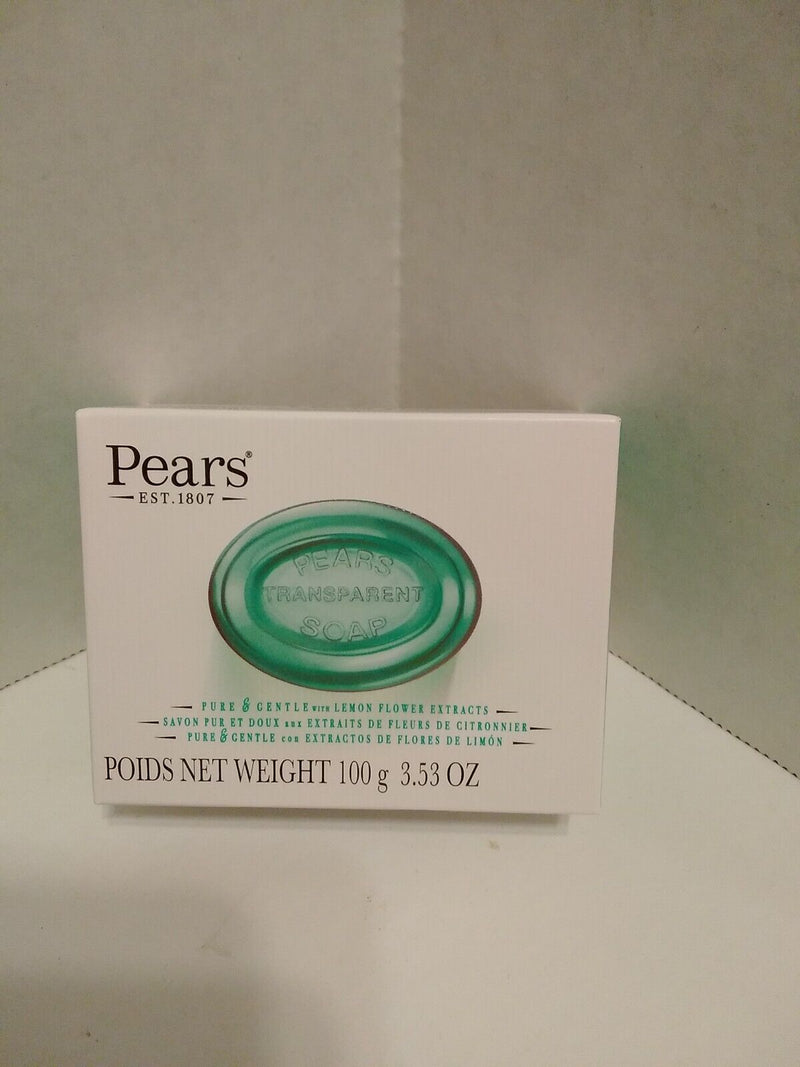 Pears®
EST.1807
PEARS
TRANSPARENT
SOAP
PURE & GENTLE with LEMON FLOWER EXTRACTS
SAVON PUR ET DOUX aux EXTRAITS DE FLEURS DE CITRONNIER
PURE & GENTLE con EXTRACTOS DE FLORES DE LIMÓN
POIDS NET WEIGHT 100 g 3.53 OZ